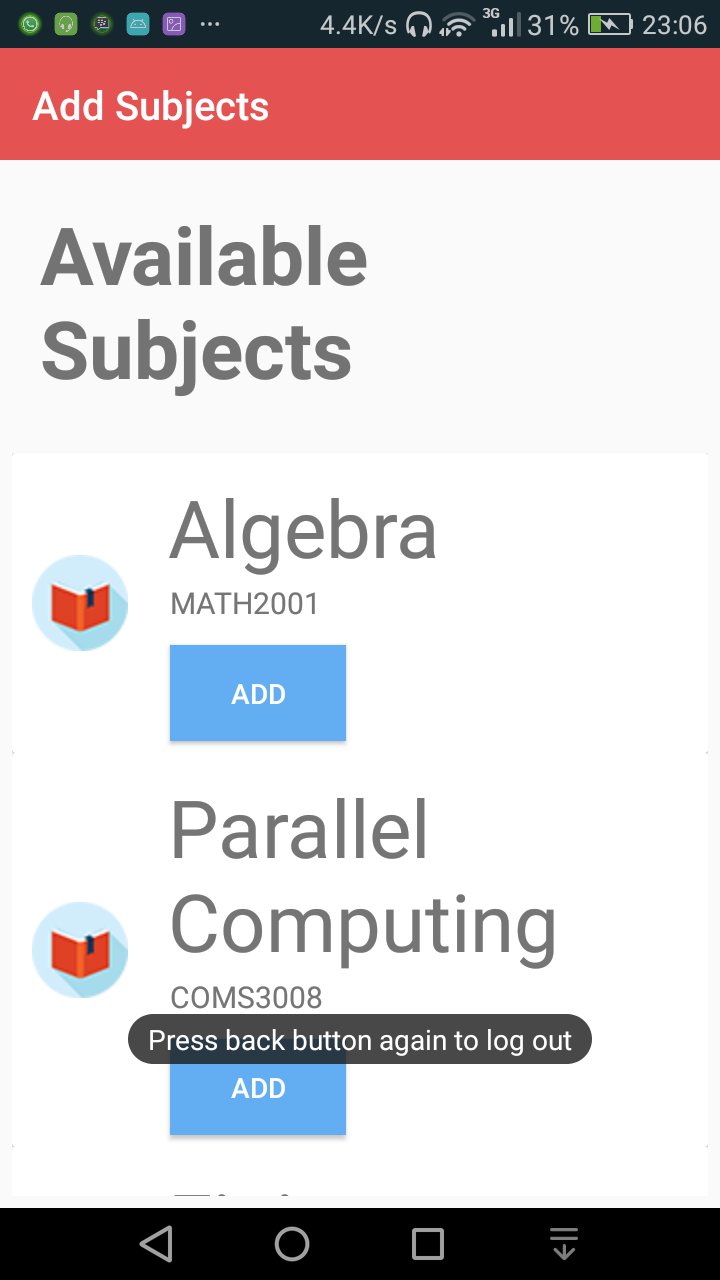 4.4K/s 3G 31% 23:06
Add Subjects
Available
Subjects
Algebra
MATH2001
ADD
Parallel
Computing
COMS3008
Press back button again to log out
ADD